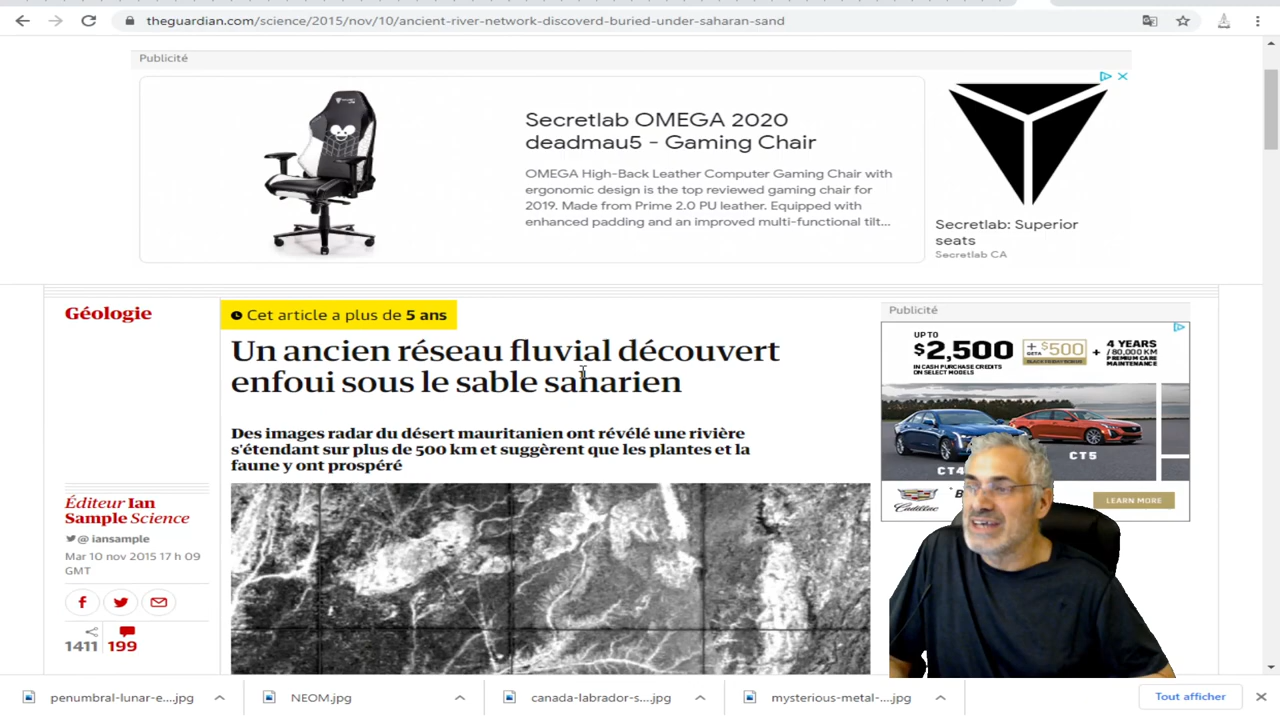 theguardian.com/science/2015/nov/10/ancient-river-network-discoverd-buried-under-saharan-sand
Publicité
Secretlab OMEGA 2020
deadmau5 - Gaming Chair
OMEGA High-Back Leather Computer Gaming Chair with
ergonomic design is the top reviewed gaming chair for
2019. Made from Prime 2.0 PU leather. Equipped with
enhanced padding and an improved multi-functional tilt...
Secretlab: Superior
seats
Secretlab CA
Géologie
Cet article a plus de 5 ans
Un ancien réseau fluvial découvert
enfoui sous le sable saharien
Des images radar du désert mauritanien ont révélé une rivière
s'étendant sur plus de 500 km et suggèrent que les plantes et la
faune y ont prospéré
Éditeur Ian
Sample Science
@ iansample
Mar 10 nov 2015 17 h 09
GMT
1411 199
Publicité
UP TO
$2,500
IN CASH PURCHASE CREDITS
ON SELECT MODELS
+ $500
BLACK FRIDAY BONUS
+ 4 YEARS
/80,000 KM
PREMIUM CARE
MAINTENANCE
CT4
CT5
Cadillac
LEARN MORE
penumbral-lunar-e....jpg
NEOM.jpg
canada-labrador-s....jpg
mysterious-metal-....jpg
Tout afficher